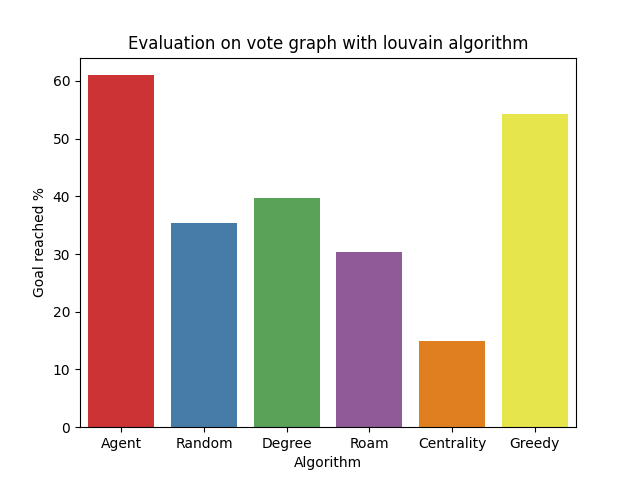 Evaluation on vote graph with louvain algorithm
Goal reached %
60
50
40
30
20
10
0
Agent Random Degree Roam Centrality Greedy
Algorithm